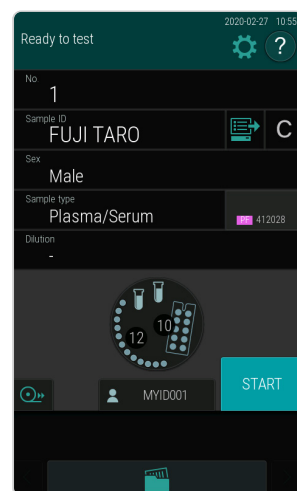 2020-02-27 10:55
Ready to test
?
No.
1
Sample ID
FUJI TARO
C
Sex
Male
Sample type
Plasma/Serum
PF 412028
Dilution
-
10
12
START
MYID001